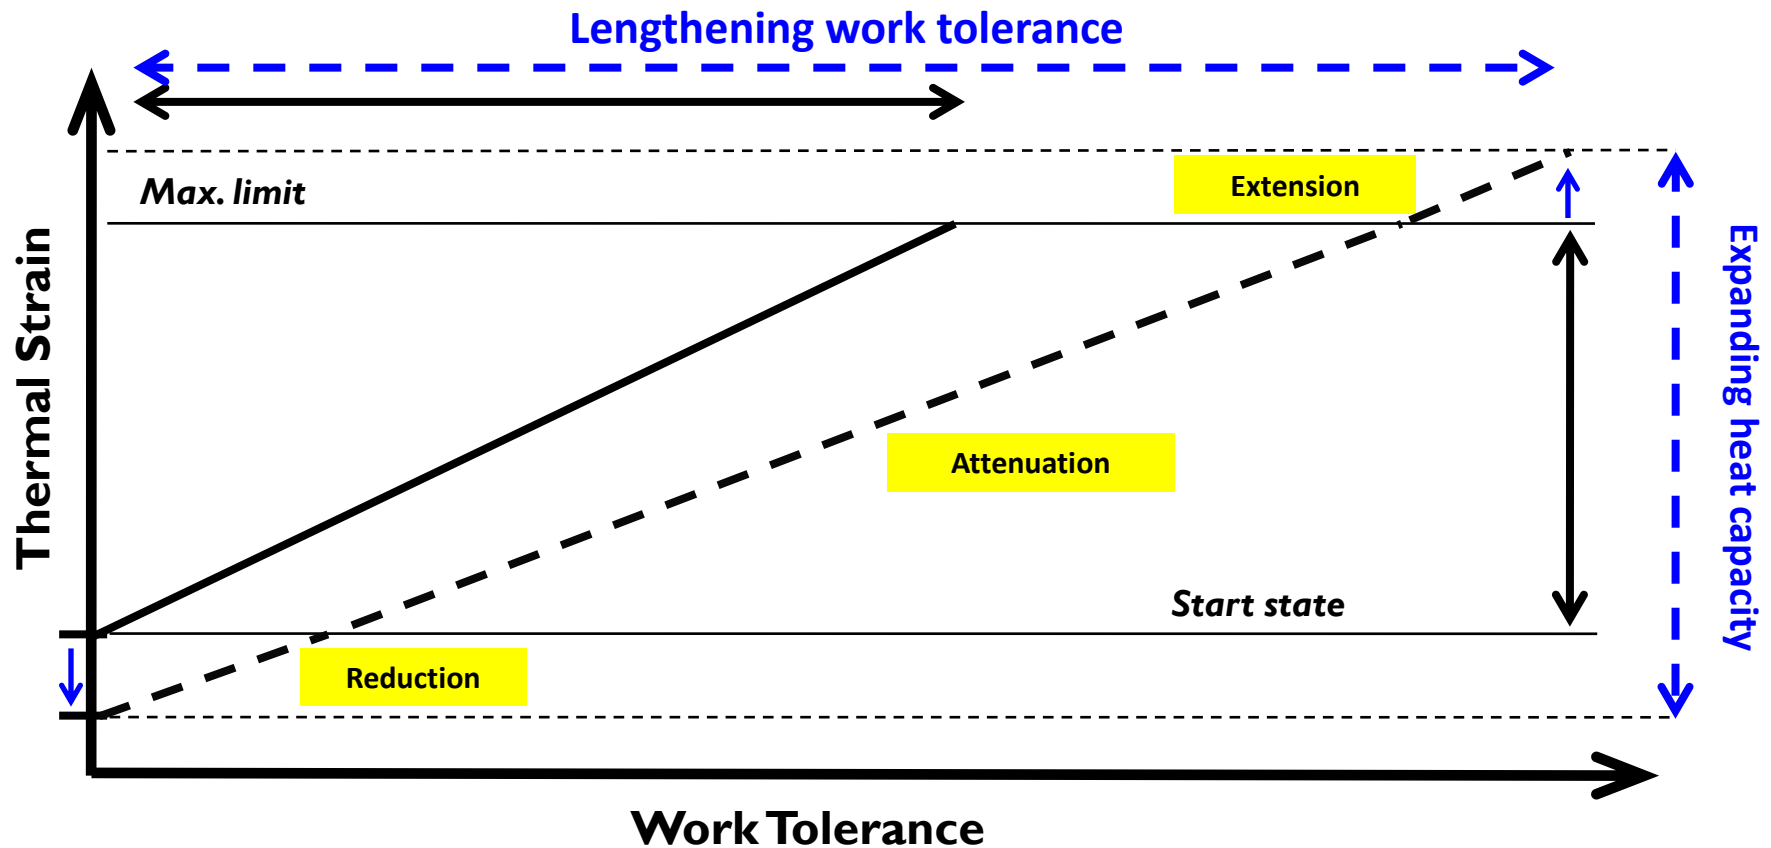 Lengthening work tolerance
Max. limit
Extension
Thermal Strain
Expanding heat capacity
Attenuation
Start state
Reduction
Work Tolerance